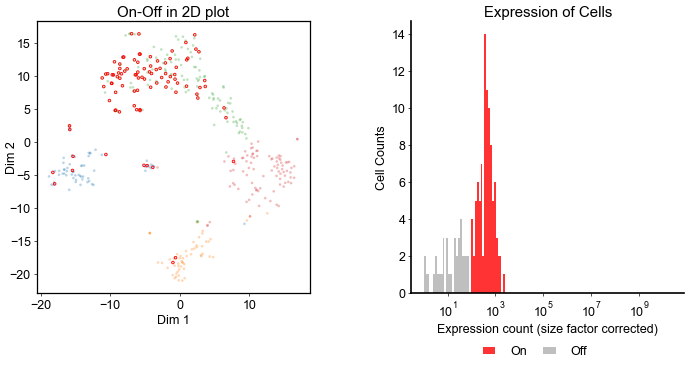 On-Off in 2D plot
15
10
5
0
−5
−10
−15
−20
−20
−10
0
10
Dim 2
Dim 1
Expression of Cells
14
12
10
8
6
4
2
0
Cell Counts
10^1 10^3 10^5 10^7 10^9
Expression count (size factor corrected)
On Off